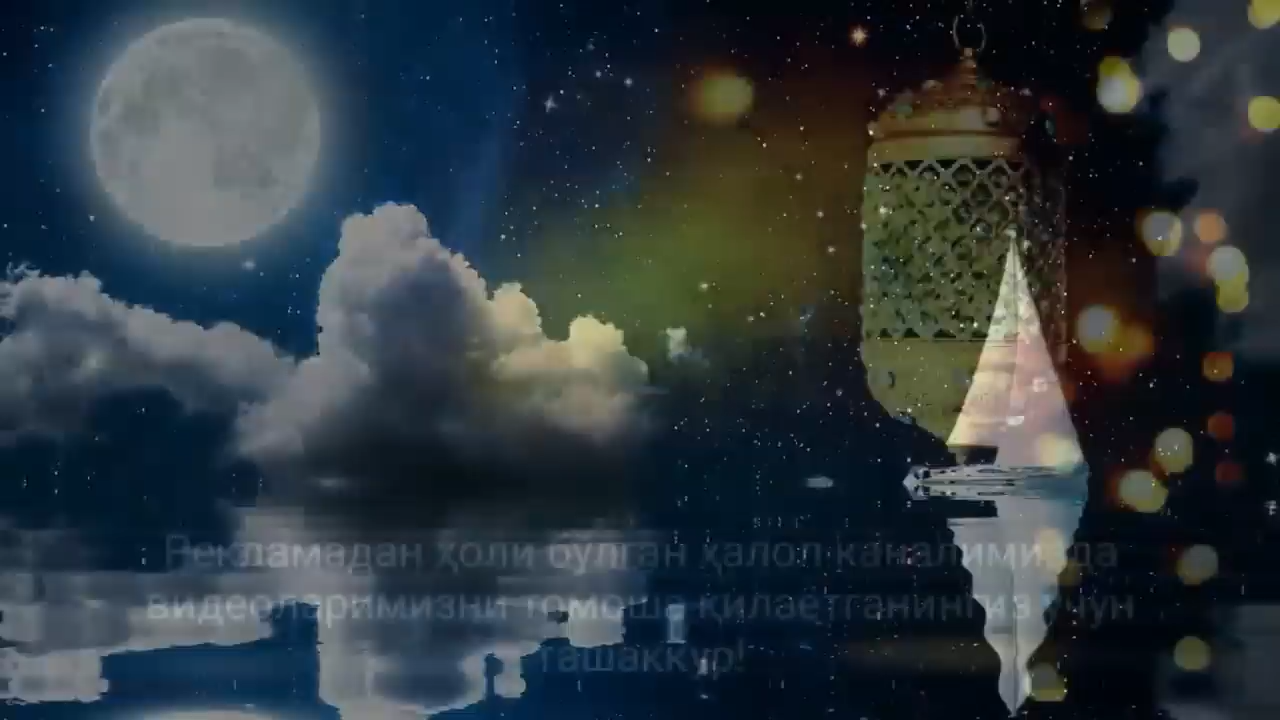 Рекламадан ҳоли бўлган ҳалол каналимизда
видеоларимизни томоша қилаётганингиз учун
ташаккур!